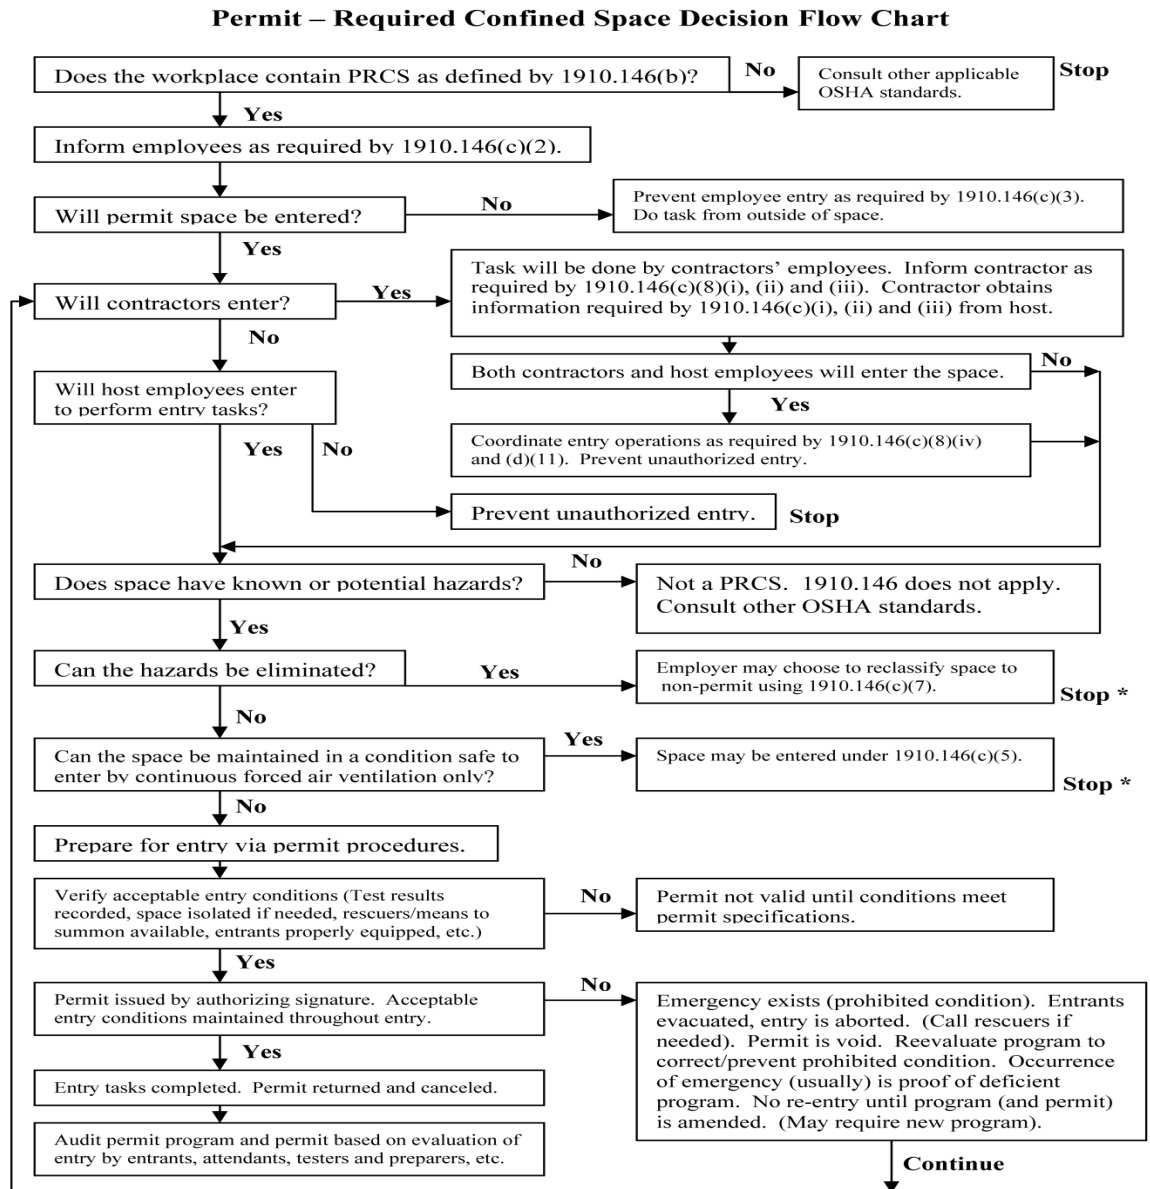 Permit – Required Confined Space Decision Flow Chart
Does the workplace contain PRCS as defined by 1910.146(b)?
No
Consult other applicable
OSHA standards.
Stop
Yes
Inform employees as required by 1910.146(c)(2).
Will permit space be entered?
No
Prevent employee entry as required by 1910.146(c)(3).
Do task from outside of space.
Yes
Will contractors enter?
Yes
Task will be done by contractors’ employees. Inform contractor as
required by 1910.146(c)(8)(i), (ii) and (iii). Contractor obtains
information required by 1910.146(c)(i), (ii) and (iii) from host.
No
Both contractors and host employees will enter the space.
No
Will host employees enter
to perform entry tasks?
Yes
Coordinate entry operations as required by 1910.146(c)(8)(iv)
and (d)(11). Prevent unauthorized entry.
Yes
No
Prevent unauthorized entry.
Stop
Does space have known or potential hazards?
No
Not a PRCS. 1910.146 does not apply.
Consult other OSHA standards.
Yes
Can the hazards be eliminated?
Yes
Employer may choose to reclassify space to
non-permit using 1910.146(c)(7).
Stop *
No
Can the space be maintained in a condition safe to
enter by continuous forced air ventilation only?
Yes
Space may be entered under 1910.146(c)(5).
Stop *
No
Prepare for entry via permit procedures.
Verify acceptable entry conditions (Test results
recorded, space isolated if needed, rescuers/means to
summon available, entrants properly equipped, etc.)
No
Permit not valid until conditions meet
permit specifications.
Yes
Permit issued by authorizing signature. Acceptable
entry conditions maintained throughout entry.
No
Emergency exists (prohibited condition). Entrants
evacuated, entry is aborted. (Call rescuers if
needed). Permit is void. Reevaluate program to
correct/prevent prohibited condition. Occurrence
of emergency (usually) is proof of deficient
program. No re-entry until program (and permit)
is amended. (May require new program).
Yes
Entry tasks completed. Permit returned and canceled.
Audit permit program and permit based on evaluation of
entry by entrants, attendants, testers and preparers, etc.
Continue